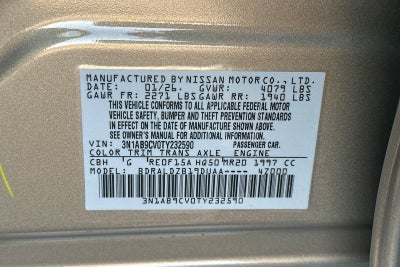 MANUFACTURED BY NISSAN MOTOR CO., LTD.
DATE: 01/26. GVWR: 4079 LBS
GAWR FR: 2271 LBS GAWR RR: 1940 LBS
THIS VEHICLE CONFORMS TO ALL APPLICABLE FEDERAL MOTOR
VEHICLE SAFETY, BUMPER AND THEFT PREVENTION STANDARDS
IN EFFECT ON THE DATE OF MANUFACTURE SHOWN ABOVE.
SEE OWNER'S MANUAL FOR ADDITIONAL INFORMATION
VIN: 3N1AB9CV0TY232590 PASSENGER CAR.
COLOR TRIM TRANS AXLE ENGINE
CBH G RE0F15A HQ50 MR20 1997 CC
MODEL: BDRALDZB19DUAA---- 47000
3N1AB9CV0TY232590